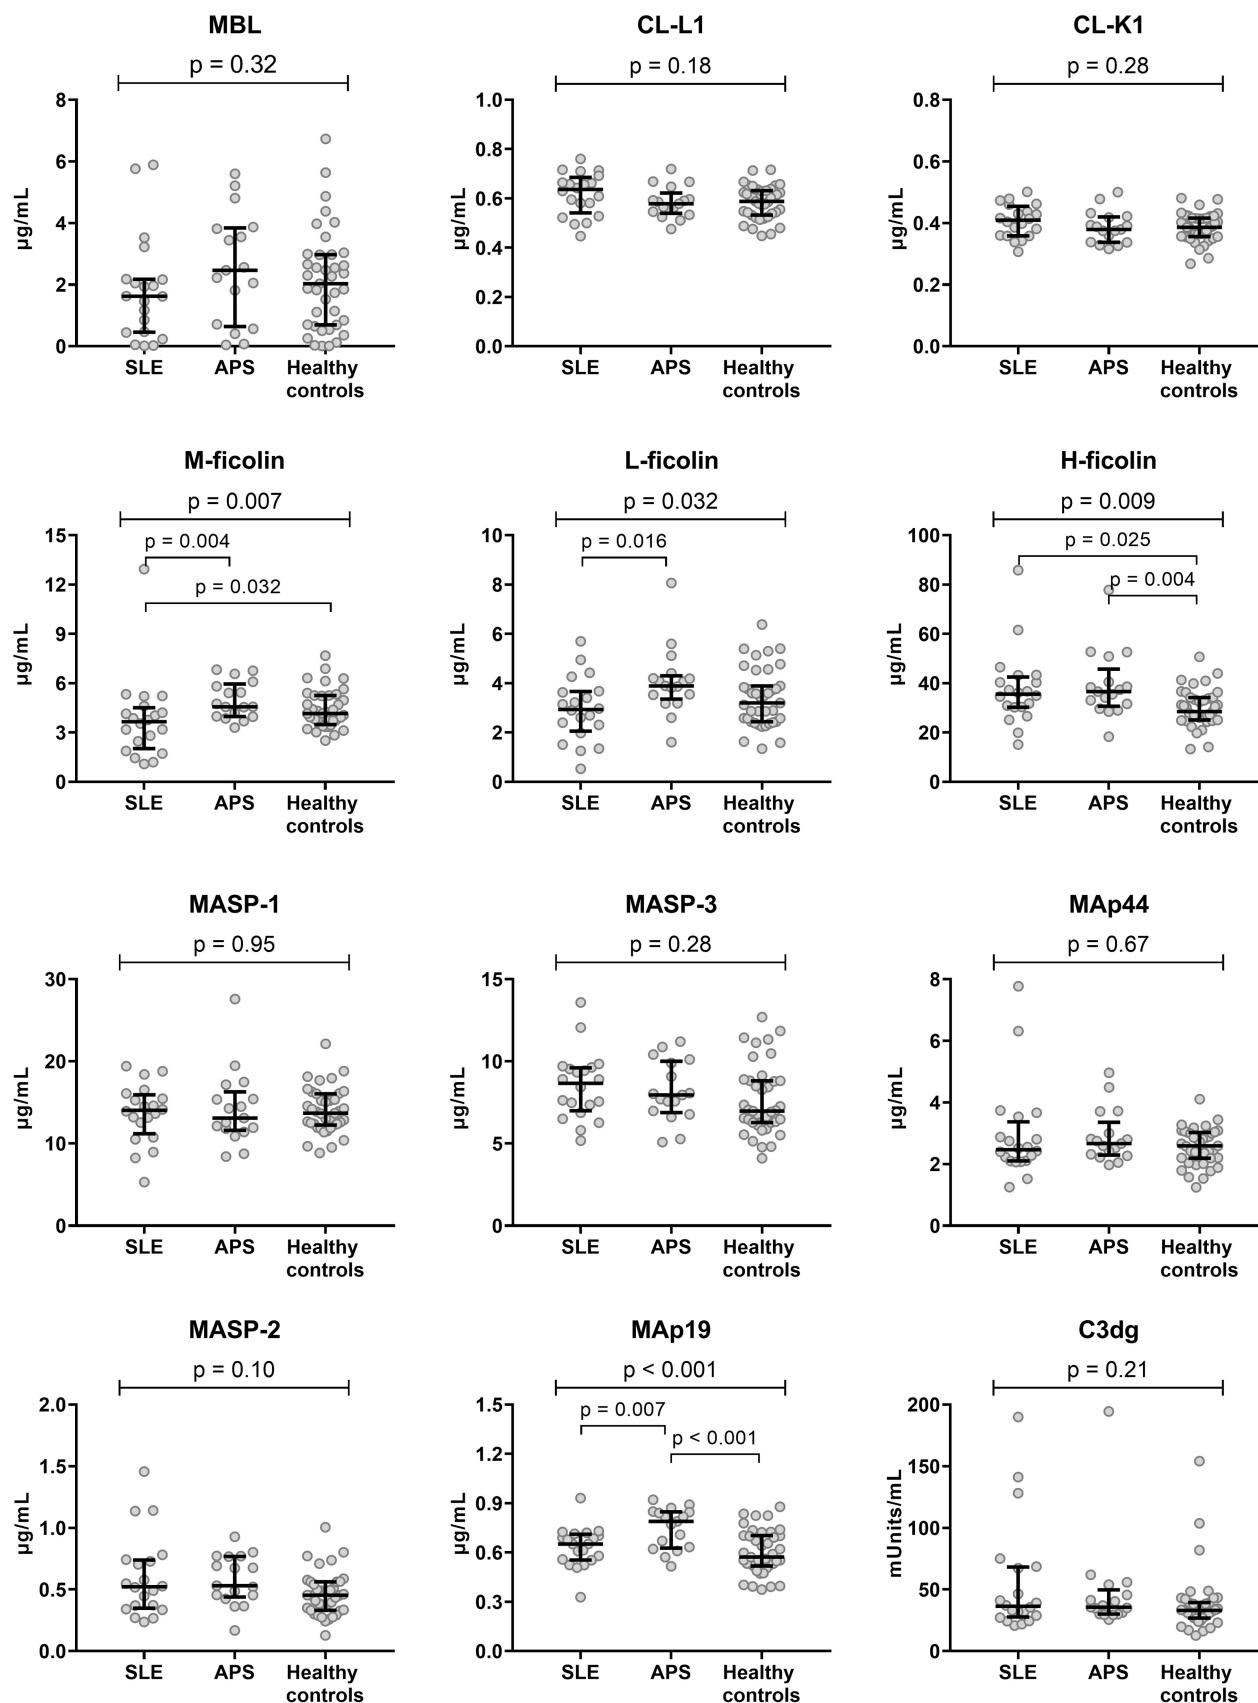 MBL
p = 0.32
µg/mL
8
6
4
2
0
SLE APS Healthy
controls
CL-L1
p = 0.18
µg/mL
1.0
0.8
0.6
0.4
0.2
0.0
SLE APS Healthy
controls
CL-K1
p = 0.28
µg/mL
0.8
0.6
0.4
0.2
0.0
SLE APS Healthy
controls
M-ficolin
p = 0.007
p = 0.004
p = 0.032
µg/mL
15
12
9
6
3
0
SLE APS Healthy
controls
L-ficolin
p = 0.032
p = 0.016
µg/mL
10
8
6
4
2
0
SLE APS Healthy
controls
H-ficolin
p = 0.009
p = 0.025
p = 0.004
µg/mL
100
80
60
40
20
0
SLE APS Healthy
controls
MASP-1
p = 0.95
µg/mL
30
20
10
0
SLE APS Healthy
controls
MASP-3
p = 0.28
µg/mL
15
10
5
0
SLE APS Healthy
controls
MAp44
p = 0.67
µg/mL
8
6
4
2
0
SLE APS Healthy
controls
MASP-2
p = 0.10
µg/mL
2.0
1.5
1.0
0.5
0.0
SLE APS Healthy
controls
MAp19
p < 0.001
p = 0.007
p < 0.001
µg/mL
1.5
1.2
0.9
0.6
0.3
0.0
SLE APS Healthy
controls
C3dg
p = 0.21
mUnits/mL
200
150
100
50
0
SLE APS Healthy
controls